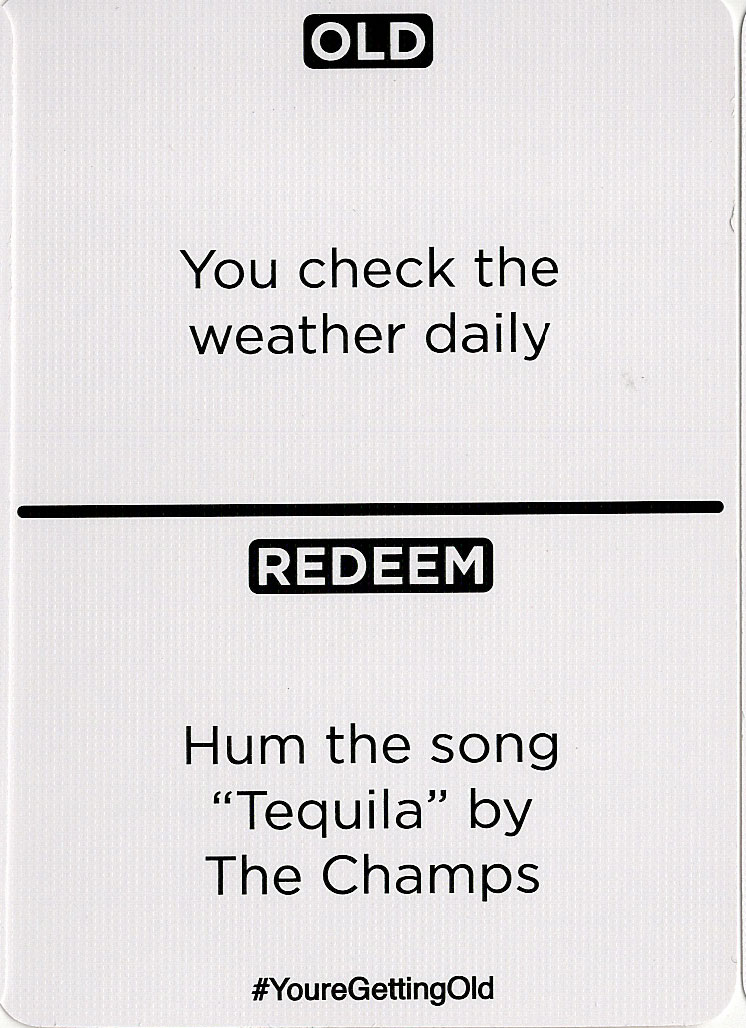 OLD
You check the
weather daily
REDEEM
Hum the song
“Tequila” by
The Champs
#YoureGettingOld